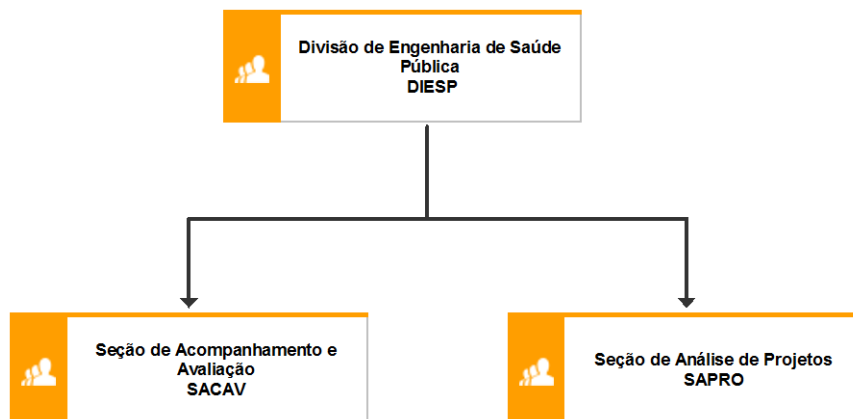 Divisão de Engenharia de Saúde
Pública
DIESP
Seção de Acompanhamento e
Avaliação
SACAV
Seção de Análise de Projetos
SAPRO